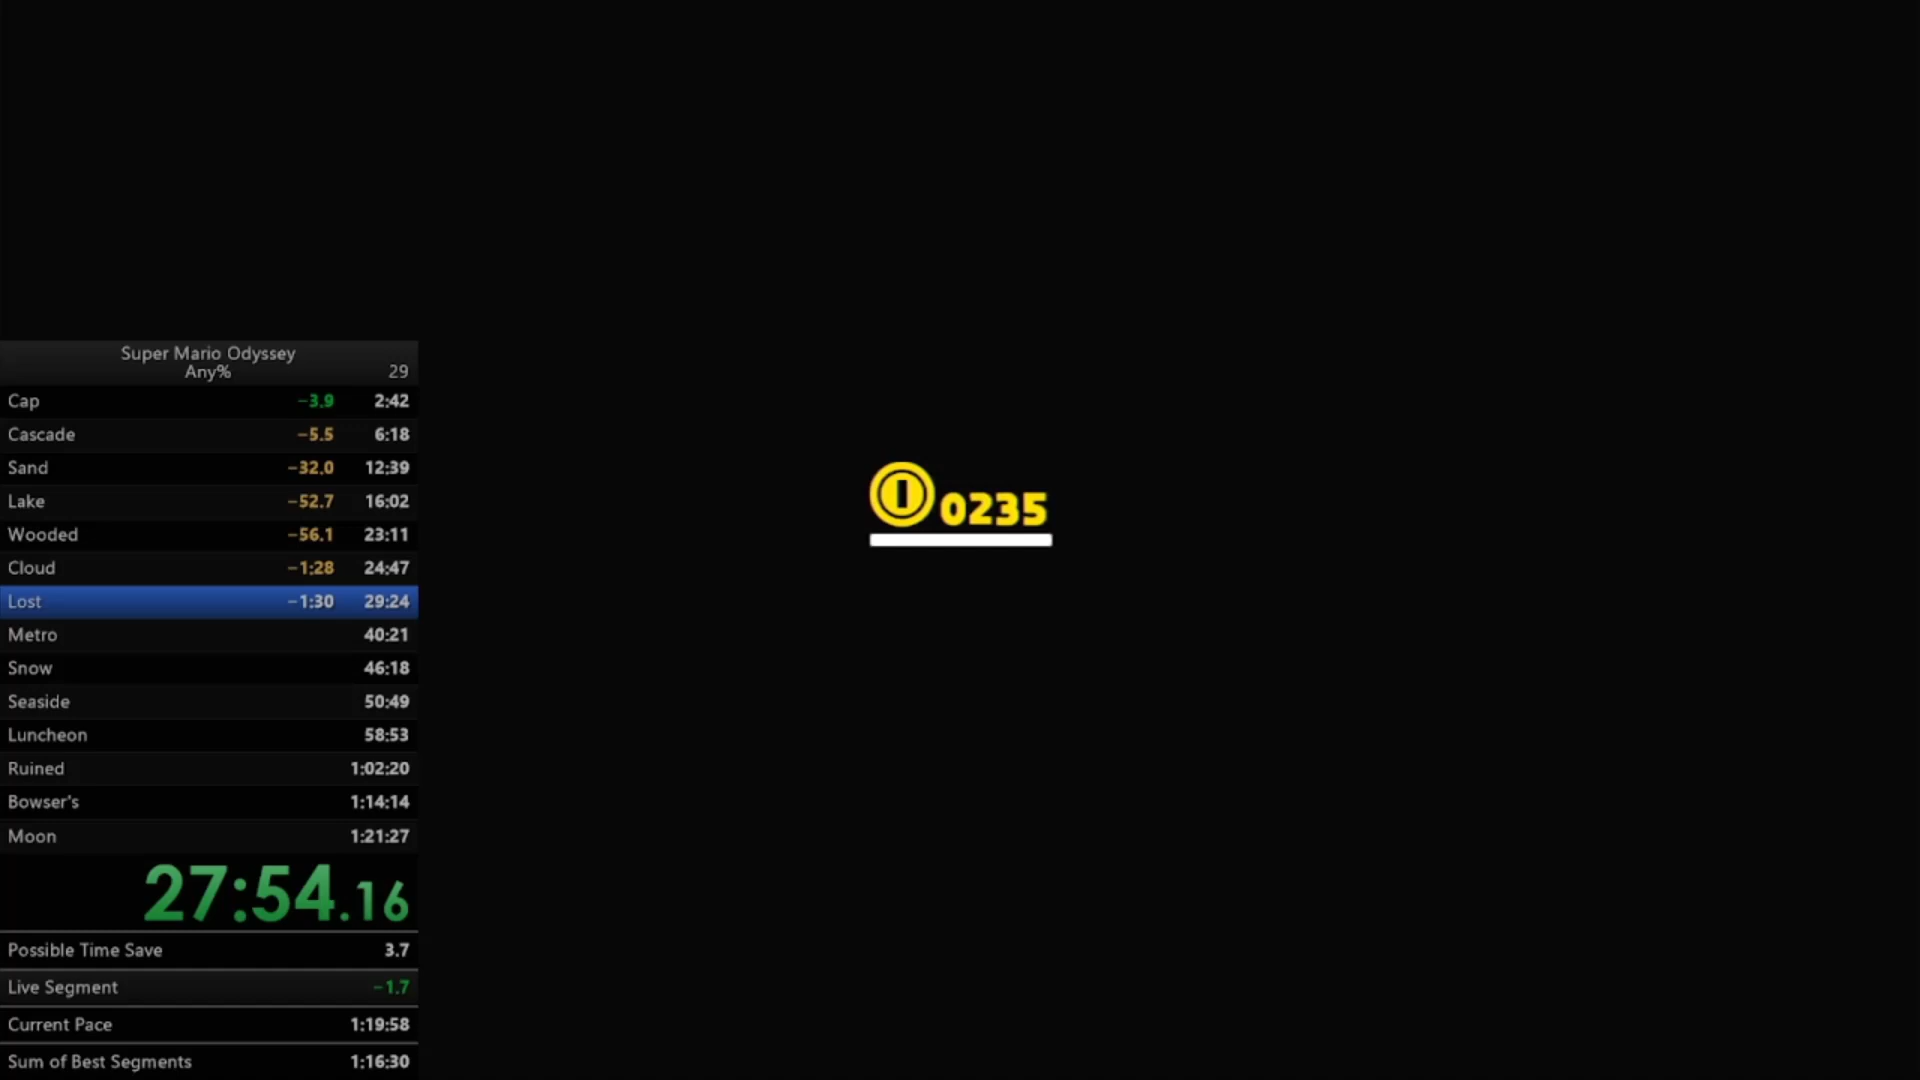 Super Mario Odyssey
Any% 29
Cap −3.9 2:42
Cascade −5.5 6:18
Sand −32.0 12:39
Lake −52.7 16:02
Wooded −56.1 23:11
Cloud −1:28 24:47
Lost −1:30 29:24
Metro 40:21
Snow 46:18
Seaside 50:49
Luncheon 58:53
Ruined 1:02:20
Bowser's 1:14:14
Moon 1:21:27
27:54.16
Possible Time Save 3.7
Live Segment −1.7
Current Pace 1:19:58
Sum of Best Segments 1:16:30
0235